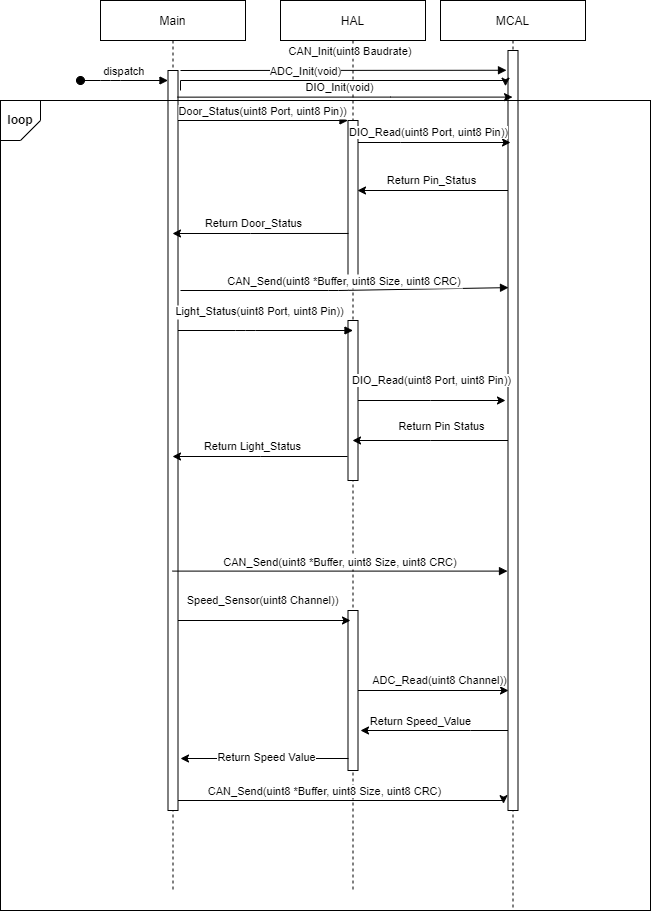 Main
HAL
MCAL
CAN_Init(uint8 Baudrate)
dispatch
ADC_Init(void)
DIO_Init(void)
loop
Door_Status(uint8 Port, uint8 Pin))
DIO_Read(uint8 Port, uint8 Pin))
Return Pin_Status
Return Door_Status
CAN_Send(uint8 *Buffer, uint8 Size, uint8 CRC)
Light_Status(uint8 Port, uint8 Pin))
DIO_Read(uint8 Port, uint8 Pin))
Return Pin Status
Return Light_Status
CAN_Send(uint8 *Buffer, uint8 Size, uint8 CRC)
Speed_Sensor(uint8 Channel))
ADC_Read(uint8 Channel))
Return Speed_Value
Return Speed Value
CAN_Send(uint8 *Buffer, uint8 Size, uint8 CRC)